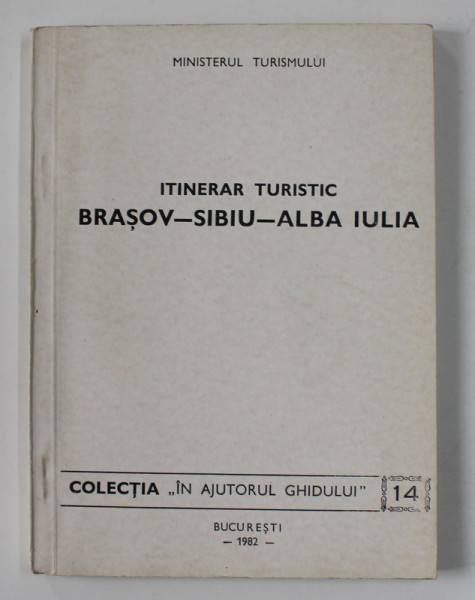 MINISTERUL TURISMULUI
ITINERAR TURISTIC
BRAȘOV—SIBIU—ALBA IULIA
COLECȚIA „ÎN AJUTORUL GHIDULUI" 14
BUCUREȘTI
— 1982 —